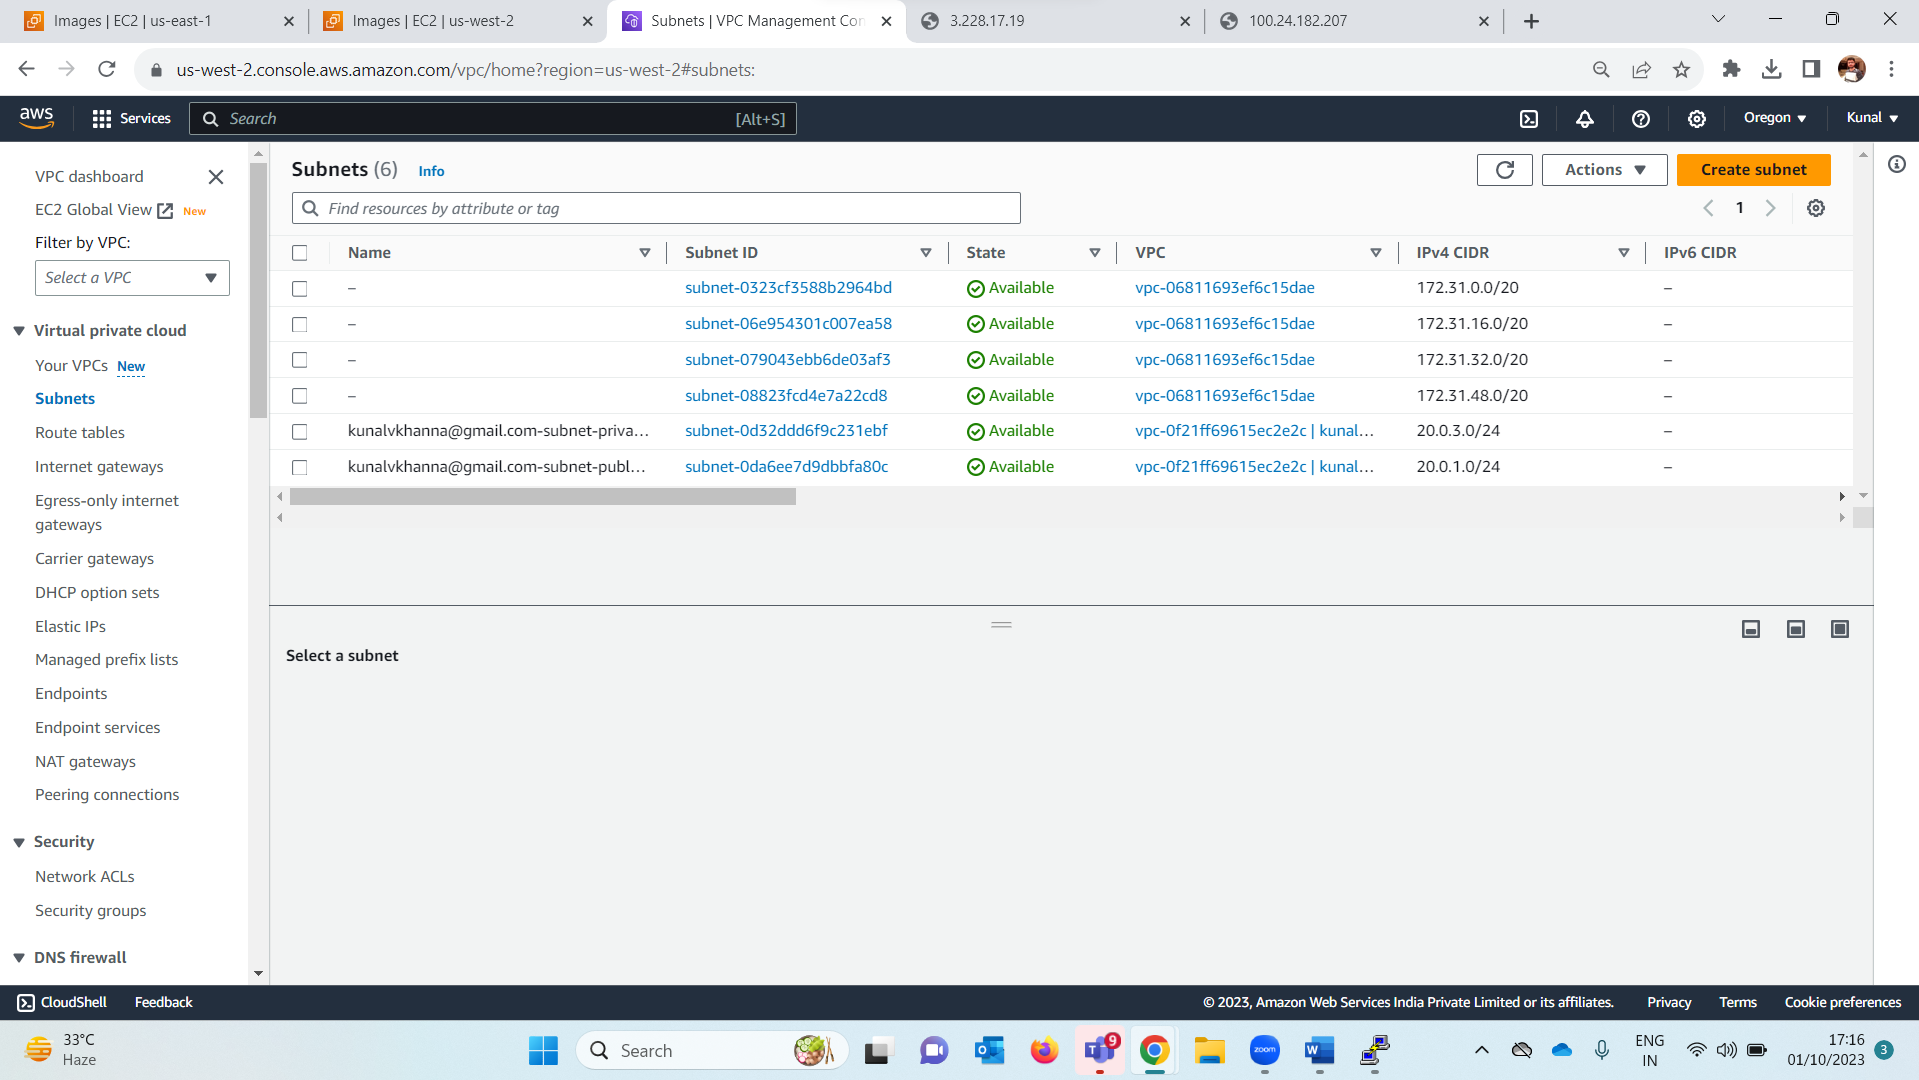 Images | EC2 | us-east-1
Images | EC2 | us-west-2
Subnets | VPC Management Con
3.228.17.19
100.24.182.207
us-west-2.console.aws.amazon.com/vpc/home?region=us-west-2#subnets:
aws
Services
Search
[Alt+S]
Oregon
Kunal
VPC dashboard
EC2 Global View New
Filter by VPC:
Select a VPC
Virtual private cloud
Your VPCs New
Subnets
Route tables
Internet gateways
Egress-only internet
gateways
Carrier gateways
DHCP option sets
Elastic IPs
Managed prefix lists
Endpoints
Endpoint services
NAT gateways
Peering connections
Security
Network ACLs
Security groups
DNS firewall
Subnets (6) Info
Actions
Create subnet
Find resources by attribute or tag
1
Name Subnet ID State VPC IPv4 CIDR IPv6 CIDR
– subnet-0323cf3588b2964bd Available vpc-06811693ef6c15dae 172.31.0.0/20 –
– subnet-06e954301c007ea58 Available vpc-06811693ef6c15dae 172.31.16.0/20 –
– subnet-079043ebb6de03af3 Available vpc-06811693ef6c15dae 172.31.32.0/20 –
– subnet-08823fcd4e7a22cd8 Available vpc-06811693ef6c15dae 172.31.48.0/20 –
kunalvkhanna@gmail.com-subnet-priva... subnet-0d32ddd6f9c231ebf Available vpc-0f21ff69615ec2e2c | kunal... 20.0.3.0/24 –
kunalvkhanna@gmail.com-subnet-publ... subnet-0da6ee7d9dbbfa80c Available vpc-0f21ff69615ec2e2c | kunal... 20.0.1.0/24 –
Select a subnet
CloudShell
Feedback
© 2023, Amazon Web Services India Private Limited or its affiliates.
Privacy
Terms
Cookie preferences
33°C
Haze
Search
9
zoom
ENG
IN
17:16
01/10/2023
3